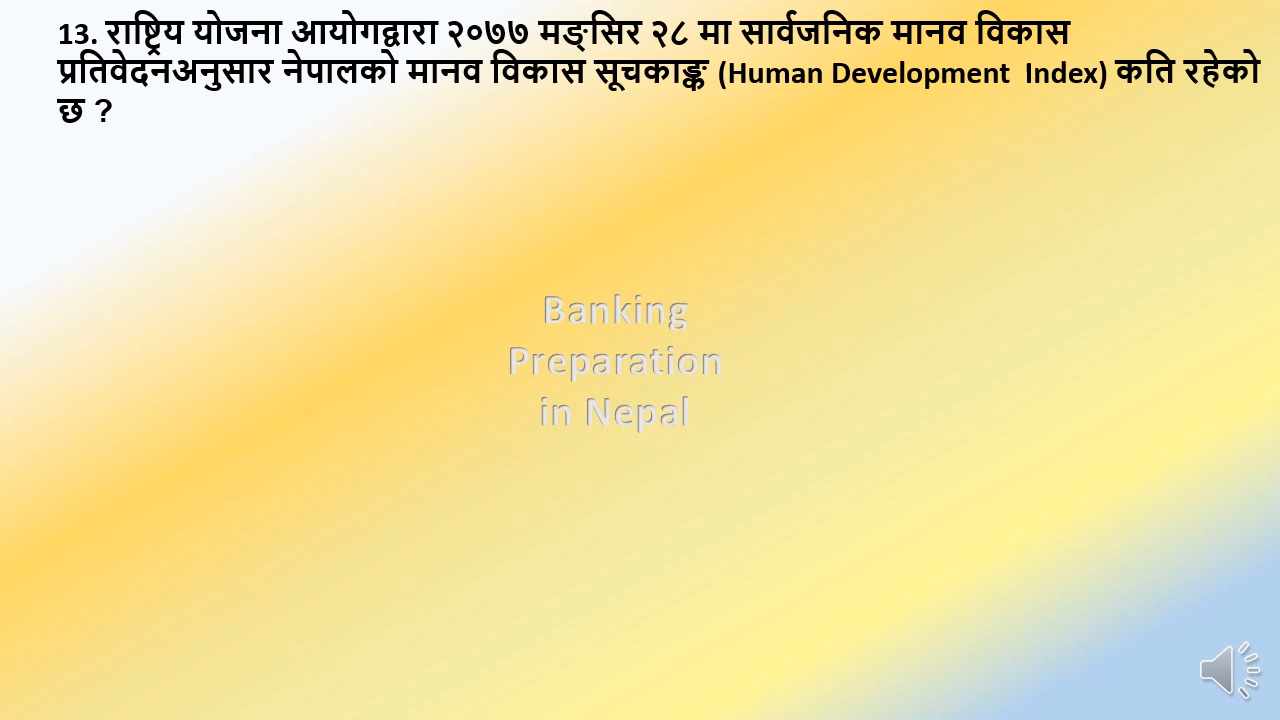 13. राष्ट्रिय योजना आयोगद्वारा २०७७ मङ्सिर २८ मा सार्वजनिक मानव विकास
प्रतिवेदनअनुसार नेपालको मानव विकास सूचकाङ्क (Human Development Index) कति रहेको
छ ?
Banking
Preparation
in Nepal